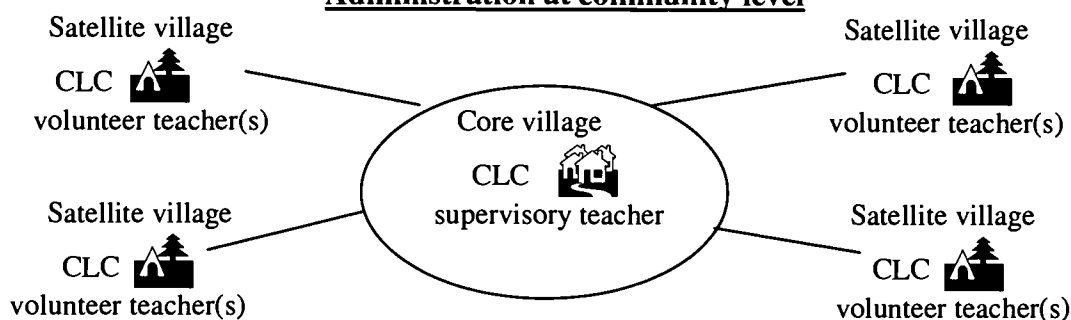 Administration at community level
Satellite village
CLC
volunteer teacher(s)
Satellite village
CLC
volunteer teacher(s)
Core village
CLC
supervisory teacher
Satellite village
CLC
volunteer teacher(s)
Satellite village
CLC
volunteer teacher(s)